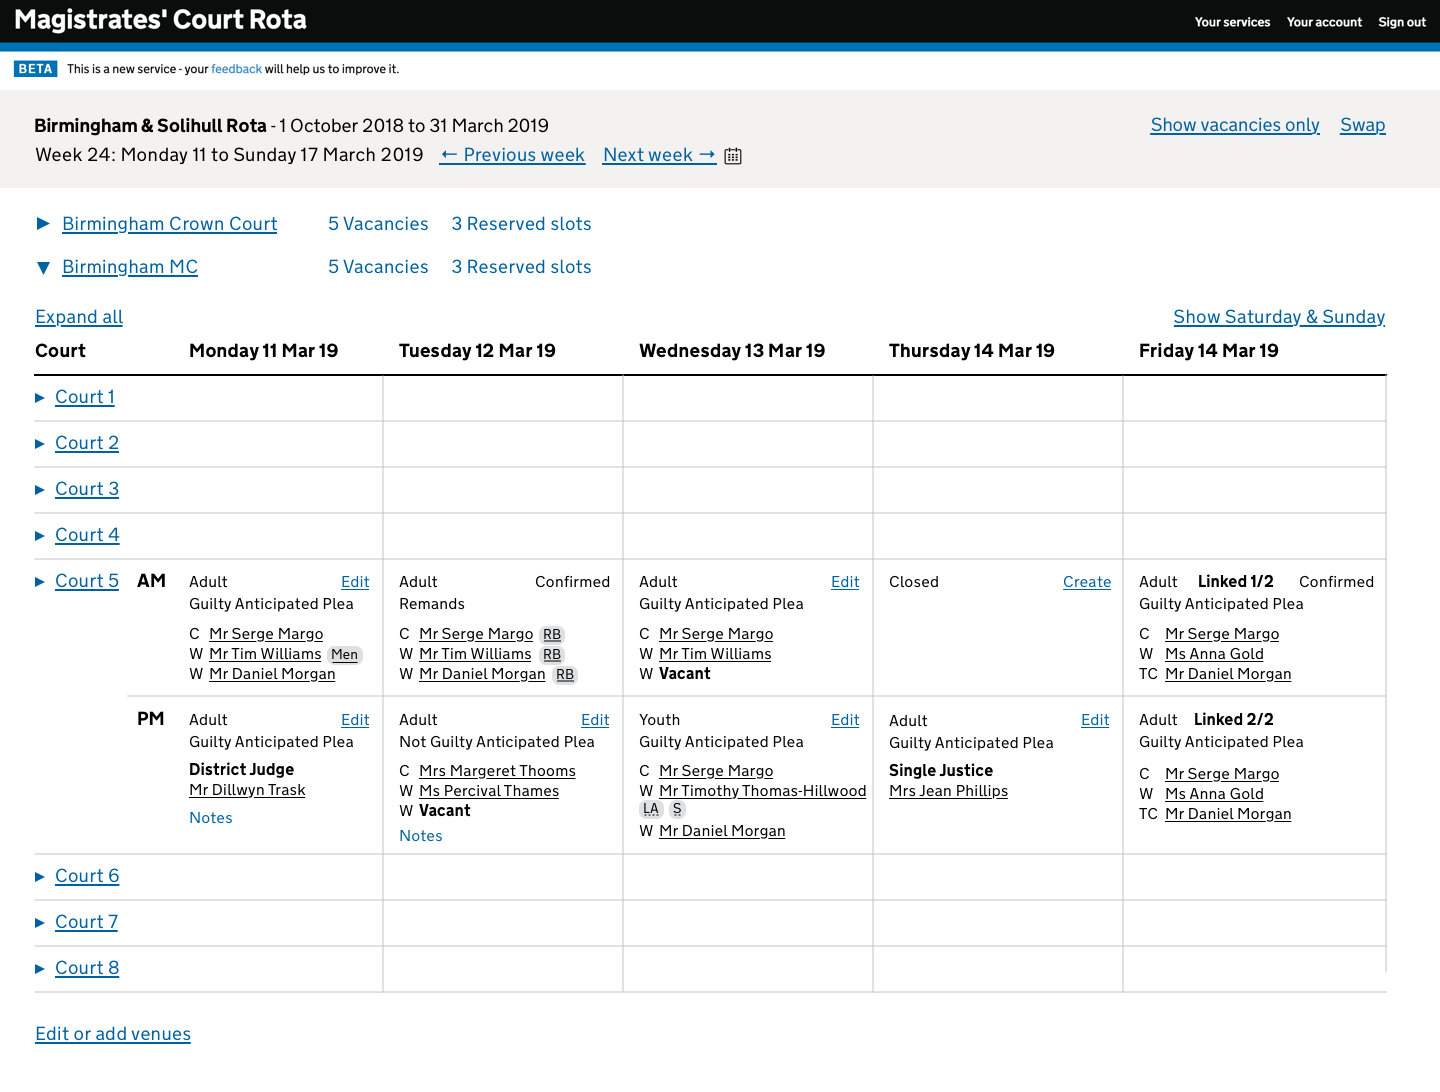 Magistrates' Court Rota
Your services Your account Sign out
BETA This is a new service - your feedback will help us to improve it.
Birmingham & Solihull Rota - 1 October 2018 to 31 March 2019
Show vacancies only Swap
Week 24: Monday 11 to Sunday 17 March 2019 ← Previous week Next week →
▶ Birmingham Crown Court 5 Vacancies 3 Reserved slots
▼ Birmingham MC 5 Vacancies 3 Reserved slots
Expand all Show Saturday & Sunday
Court Monday 11 Mar 19 Tuesday 12 Mar 19 Wednesday 13 Mar 19 Thursday 14 Mar 19 Friday 14 Mar 19
▶ Court 1
▶ Court 2
▶ Court 3
▶ Court 4
▶ Court 5
AM
Adult Edit
Guilty Anticipated Plea
C Mr Serge Margo
W Mr Tim Williams Men
W Mr Daniel Morgan
Adult Confirmed
Remands
C Mr Serge Margo RB
W Mr Tim Williams RB
W Mr Daniel Morgan RB
Adult Edit
Guilty Anticipated Plea
C Mr Serge Margo
W Mr Tim Williams
W Vacant
Closed Create
Adult Linked 1/2 Confirmed
Guilty Anticipated Plea
C Mr Serge Margo
W Ms Anna Gold
TC Mr Daniel Morgan
PM
Adult Edit
Guilty Anticipated Plea
District Judge
Mr Dillwyn Trask
Notes
Adult Edit
Not Guilty Anticipated Plea
C Mrs Margeret Thooms
W Ms Percival Thames
W Vacant
Notes
Youth Edit
Guilty Anticipated Plea
C Mr Serge Margo
W Mr Timothy Thomas-Hillwood
LA S
W Mr Daniel Morgan
Adult Edit
Guilty Anticipated Plea
Single Justice
Mrs Jean Phillips
Adult Linked 2/2
Guilty Anticipated Plea
C Mr Serge Margo
W Ms Anna Gold
TC Mr Daniel Morgan
▶ Court 6
▶ Court 7
▶ Court 8
Edit or add venues